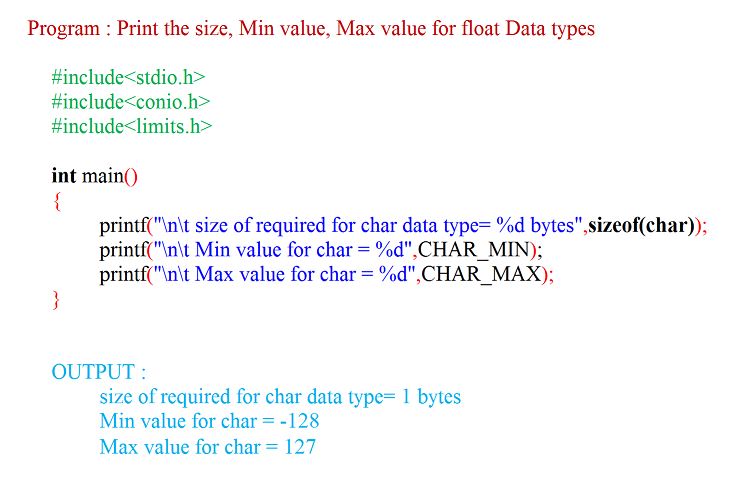 Program : Print the size, Min value, Max value for float Data types
#include<stdio.h>
#include<conio.h>
#include<limits.h>
int main()
{
printf("\n\t size of required for char data type= %d bytes",sizeof(char));
printf("\n\t Min value for char = %d",CHAR_MIN);
printf("\n\t Max value for char = %d",CHAR_MAX);
}
OUTPUT :
size of required for char data type= 1 bytes
Min value for char = -128
Max value for char = 127